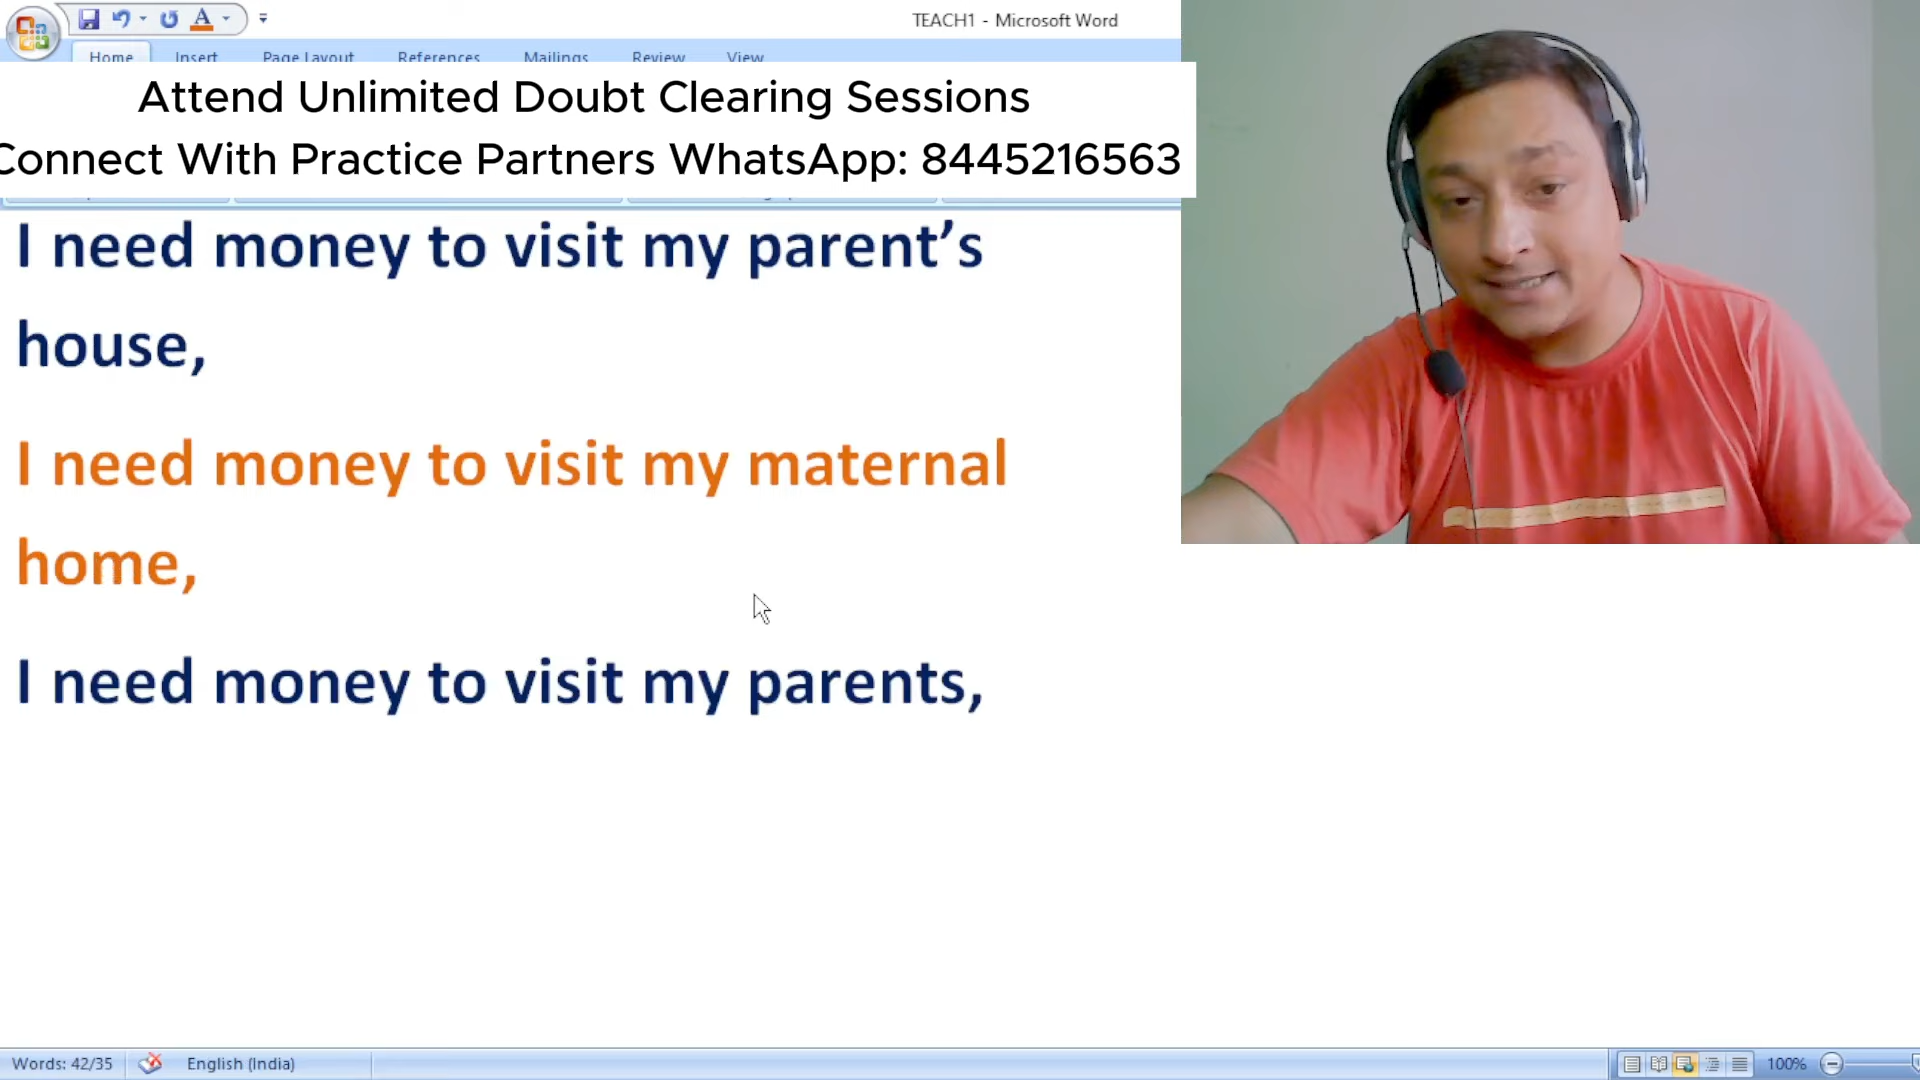 TEACH1 - Microsoft Word
Home Insert Page Layout References Mailings Review View
Attend Unlimited Doubt Clearing Sessions
Connect With Practice Partners WhatsApp: 8445216563
I need money to visit my parent’s
house,
I need money to visit my maternal
home,
I need money to visit my parents,
Words: 42/35 English (India) 100%